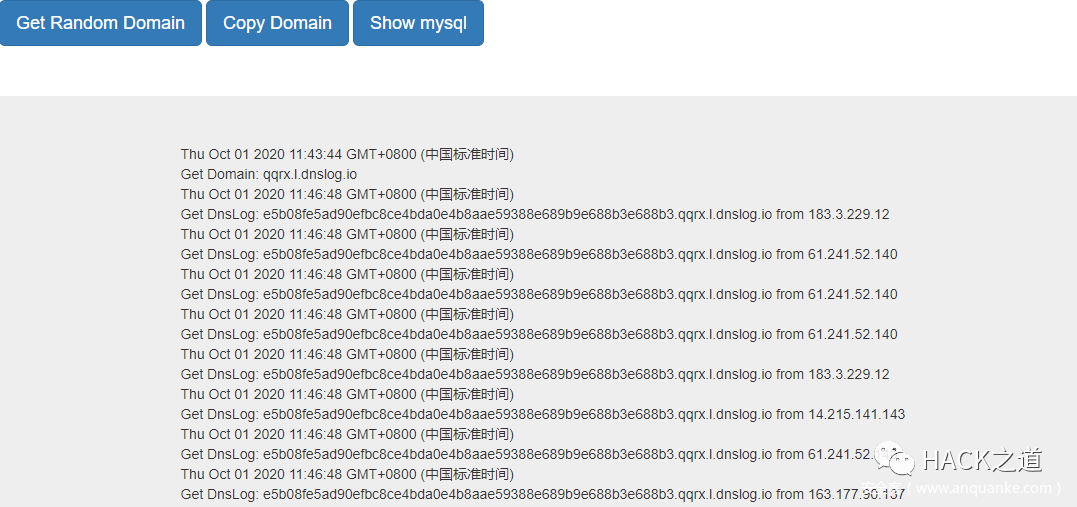 Get Random Domain Copy Domain Show mysql
Thu Oct 01 2020 11:43:44 GMT+0800 (中国标准时间)
Get Domain: qqrx.l.dnslog.io
Thu Oct 01 2020 11:46:48 GMT+0800 (中国标准时间)
Get DnsLog: e5b08fe5ad90efbc8ce4bda0e4b8aae59388e689b9e688b3e688b3.qqrx.l.dnslog.io from 183.3.229.12
Thu Oct 01 2020 11:46:48 GMT+0800 (中国标准时间)
Get DnsLog: e5b08fe5ad90efbc8ce4bda0e4b8aae59388e689b9e688b3e688b3.qqrx.l.dnslog.io from 61.241.52.140
Thu Oct 01 2020 11:46:48 GMT+0800 (中国标准时间)
Get DnsLog: e5b08fe5ad90efbc8ce4bda0e4b8aae59388e689b9e688b3e688b3.qqrx.l.dnslog.io from 61.241.52.140
Thu Oct 01 2020 11:46:48 GMT+0800 (中国标准时间)
Get DnsLog: e5b08fe5ad90efbc8ce4bda0e4b8aae59388e689b9e688b3e688b3.qqrx.l.dnslog.io from 61.241.52.140
Thu Oct 01 2020 11:46:48 GMT+0800 (中国标准时间)
Get DnsLog: e5b08fe5ad90efbc8ce4bda0e4b8aae59388e689b9e688b3e688b3.qqrx.l.dnslog.io from 183.3.229.12
Thu Oct 01 2020 11:46:48 GMT+0800 (中国标准时间)
Get DnsLog: e5b08fe5ad90efbc8ce4bda0e4b8aae59388e689b9e688b3e688b3.qqrx.l.dnslog.io from 14.215.141.143
Thu Oct 01 2020 11:46:48 GMT+0800 (中国标准时间)
Get DnsLog: e5b08fe5ad90efbc8ce4bda0e4b8aae59388e689b9e688b3e688b3.qqrx.l.dnslog.io from 61.241.52.
HACK之道
Thu Oct 01 2020 11:46:48 GMT+0800 (中国标准时间)
Get DnsLog: e5b08fe5ad90efbc8ce4bda0e4b8aae59388e689b9e688b3e688b3.qqrx.l.dnslog.io from 163.177.90.137
(www.anquanke.com)